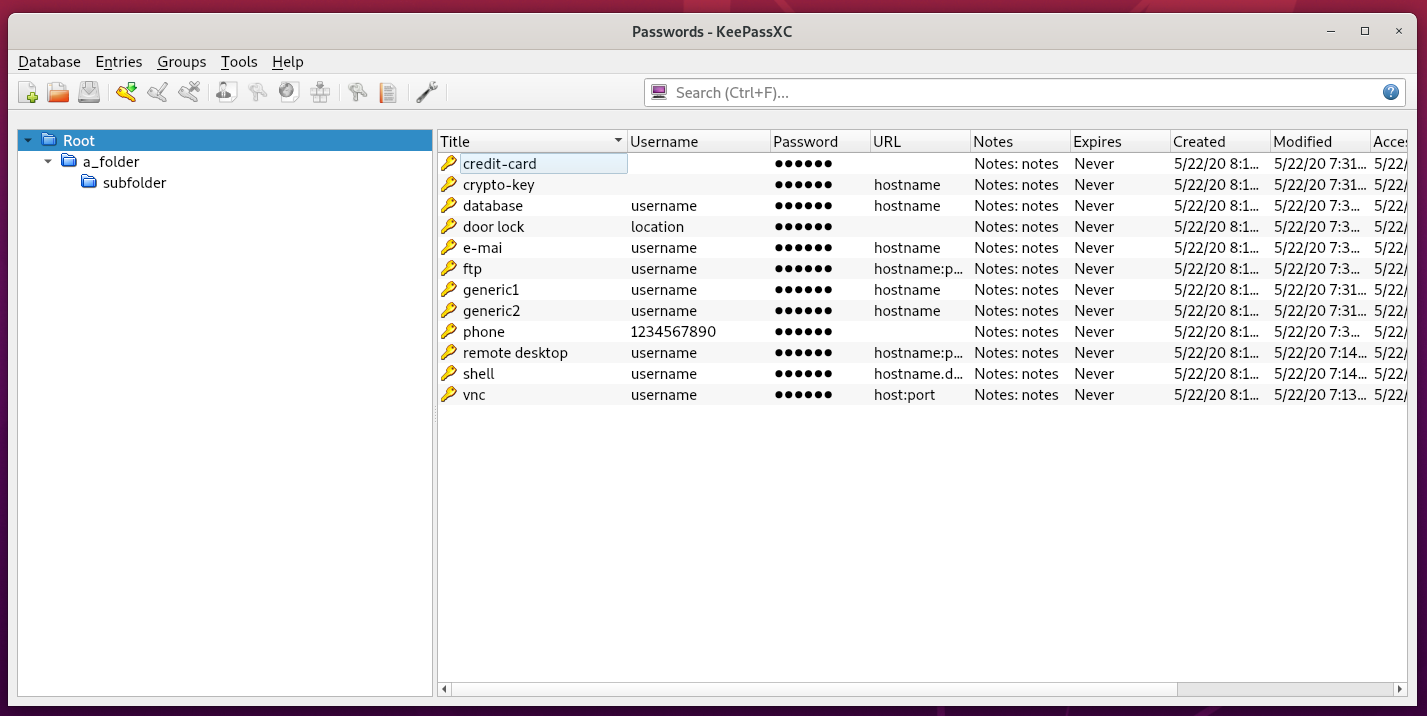 Passwords - KeePassXC
Database Entries Groups Tools Help
Search (Ctrl+F)...
Root
a_folder
subfolder
Title Username Password URL Notes Expires Created Modified Acces
credit-card ●●●●●● Notes: notes Never 5/22/20 8:1... 5/22/20 7:31... 5/22/
crypto-key ●●●●●● hostname Notes: notes Never 5/22/20 8:1... 5/22/20 7:31... 5/22/
database username ●●●●●● hostname Notes: notes Never 5/22/20 8:1... 5/22/20 7:3... 5/22/
door lock location ●●●●●● Notes: notes Never 5/22/20 8:1... 5/22/20 7:3... 5/22/
e-mai username ●●●●●● hostname Notes: notes Never 5/22/20 8:1... 5/22/20 7:3... 5/22/
ftp username ●●●●●● hostname:p... Notes: notes Never 5/22/20 8:1... 5/22/20 7:3... 5/22/
generic1 username ●●●●●● hostname Notes: notes Never 5/22/20 8:1... 5/22/20 7:31... 5/22/
generic2 username ●●●●●● hostname Notes: notes Never 5/22/20 8:1... 5/22/20 7:31... 5/22/
phone 1234567890 ●●●●●● Notes: notes Never 5/22/20 8:1... 5/22/20 7:3... 5/22/
remote desktop username ●●●●●● hostname:p... Notes: notes Never 5/22/20 8:1... 5/22/20 7:14... 5/22/
shell username ●●●●●● hostname.d... Notes: notes Never 5/22/20 8:1... 5/22/20 7:14... 5/22/
vnc username ●●●●●● host:port Notes: notes Never 5/22/20 8:1... 5/22/20 7:13... 5/22/